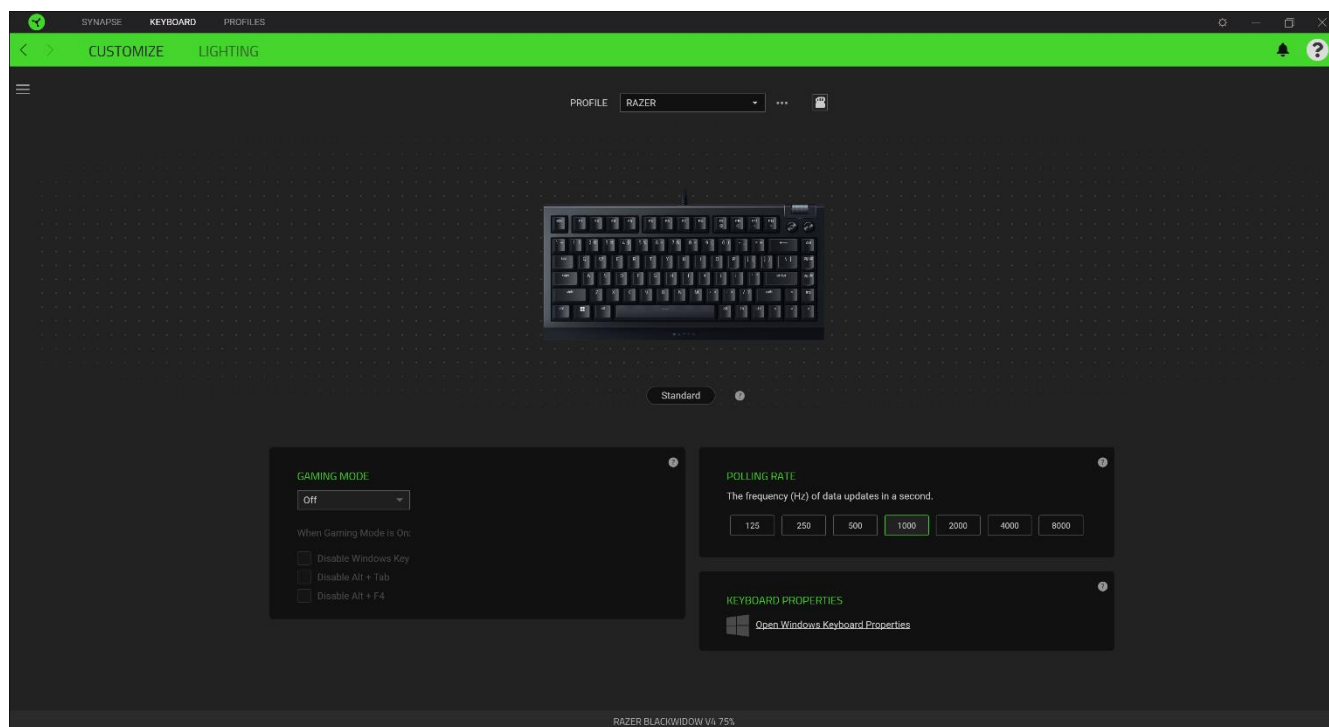 SYNAPSE KEYBOARD PROFILES
CUSTOMIZE LIGHTING
PROFILE RAZER
Standard
GAMING MODE
Off
When Gaming Mode is On:
Disable Windows Key
Disable Alt + Tab
Disable Alt + F4
POLLING RATE
The frequency (Hz) of data updates in a second.
125 250 500 1000 2000 4000 8000
KEYBOARD PROPERTIES
Open Windows Keyboard Properties
RAZER BLACKWIDOW V4 75%